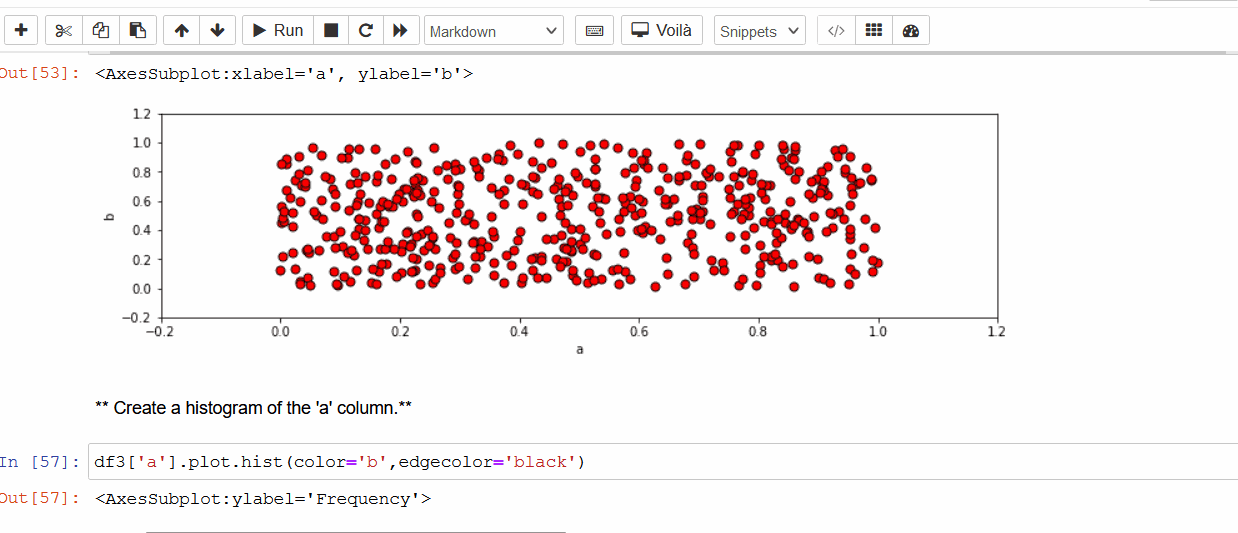 Run
Markdown
Voilà
Snippets
Out[53]: <AxesSubplot:xlabel='a', ylabel='b'>
1.2
1.0
0.8
0.6
0.4
0.2
0.0
−0.2
b
−0.2 0.0 0.2 0.4 0.6 0.8 1.0 1.2
a
** Create a histogram of the 'a' column.**
In [57]: df3['a'].plot.hist(color='b',edgecolor='black')
Out[57]: <AxesSubplot:ylabel='Frequency'>